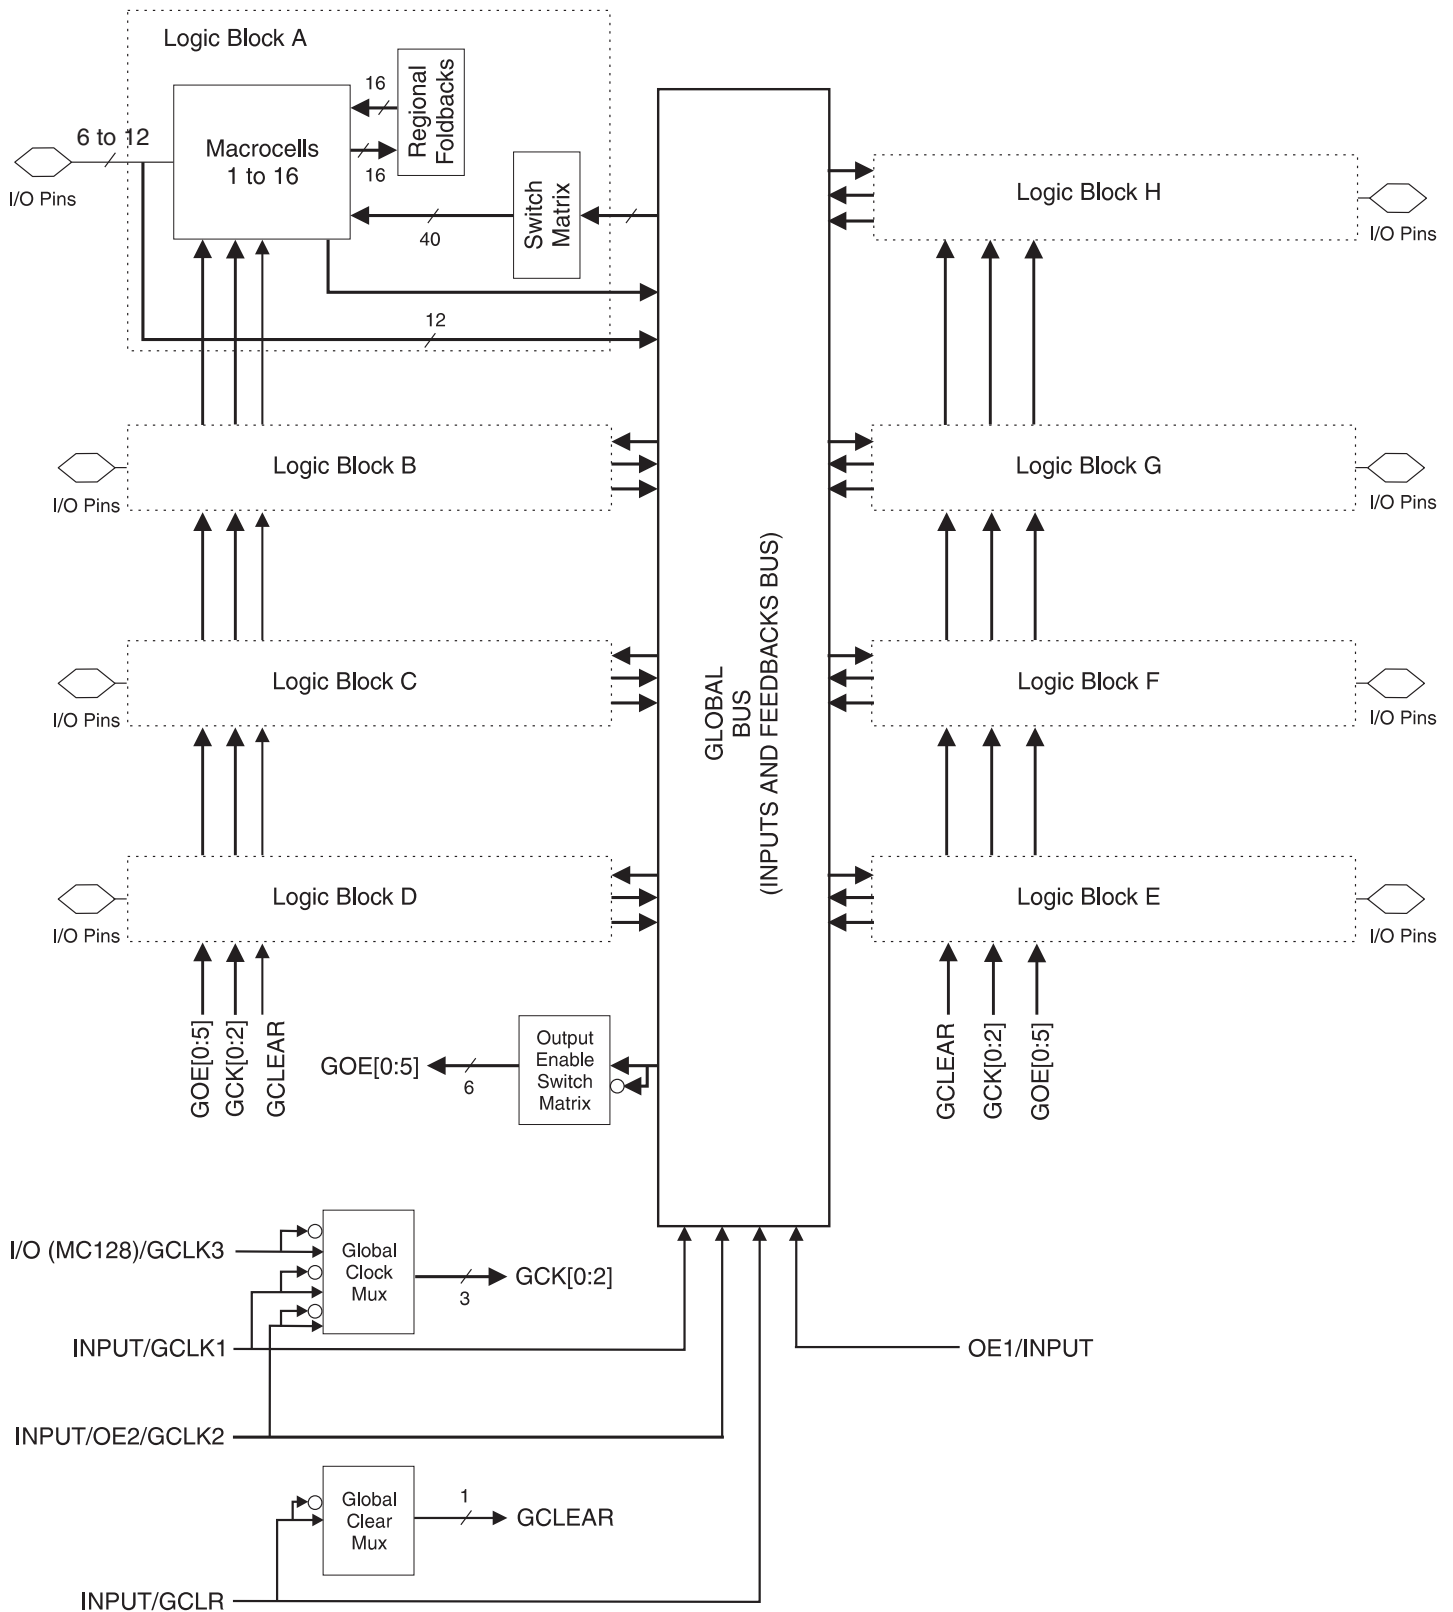 Logic Block A
6 to 12
I/O Pins
Macrocells
1 to 16
16
16
Regional
Foldbacks
40
Switch
Matrix
12
Logic Block B
I/O Pins
Logic Block C
I/O Pins
Logic Block D
I/O Pins
GOE[0:5]
GCK[0:2]
GCLEAR
GLOBAL
BUS
(INPUTS AND FEEDBACKS BUS)
Logic Block H
I/O Pins
Logic Block G
I/O Pins
Logic Block F
I/O Pins
Logic Block E
I/O Pins
GCLEAR
GCK[0:2]
GOE[0:5]
GOE[0:5]
6
Output
Enable
Switch
Matrix
I/O (MC128)/GCLK3
INPUT/GCLK1
INPUT/OE2/GCLK2
Global
Clock
Mux
3
GCK[0:2]
OE1/INPUT
Global
Clear
Mux
1
GCLEAR
INPUT/GCLR